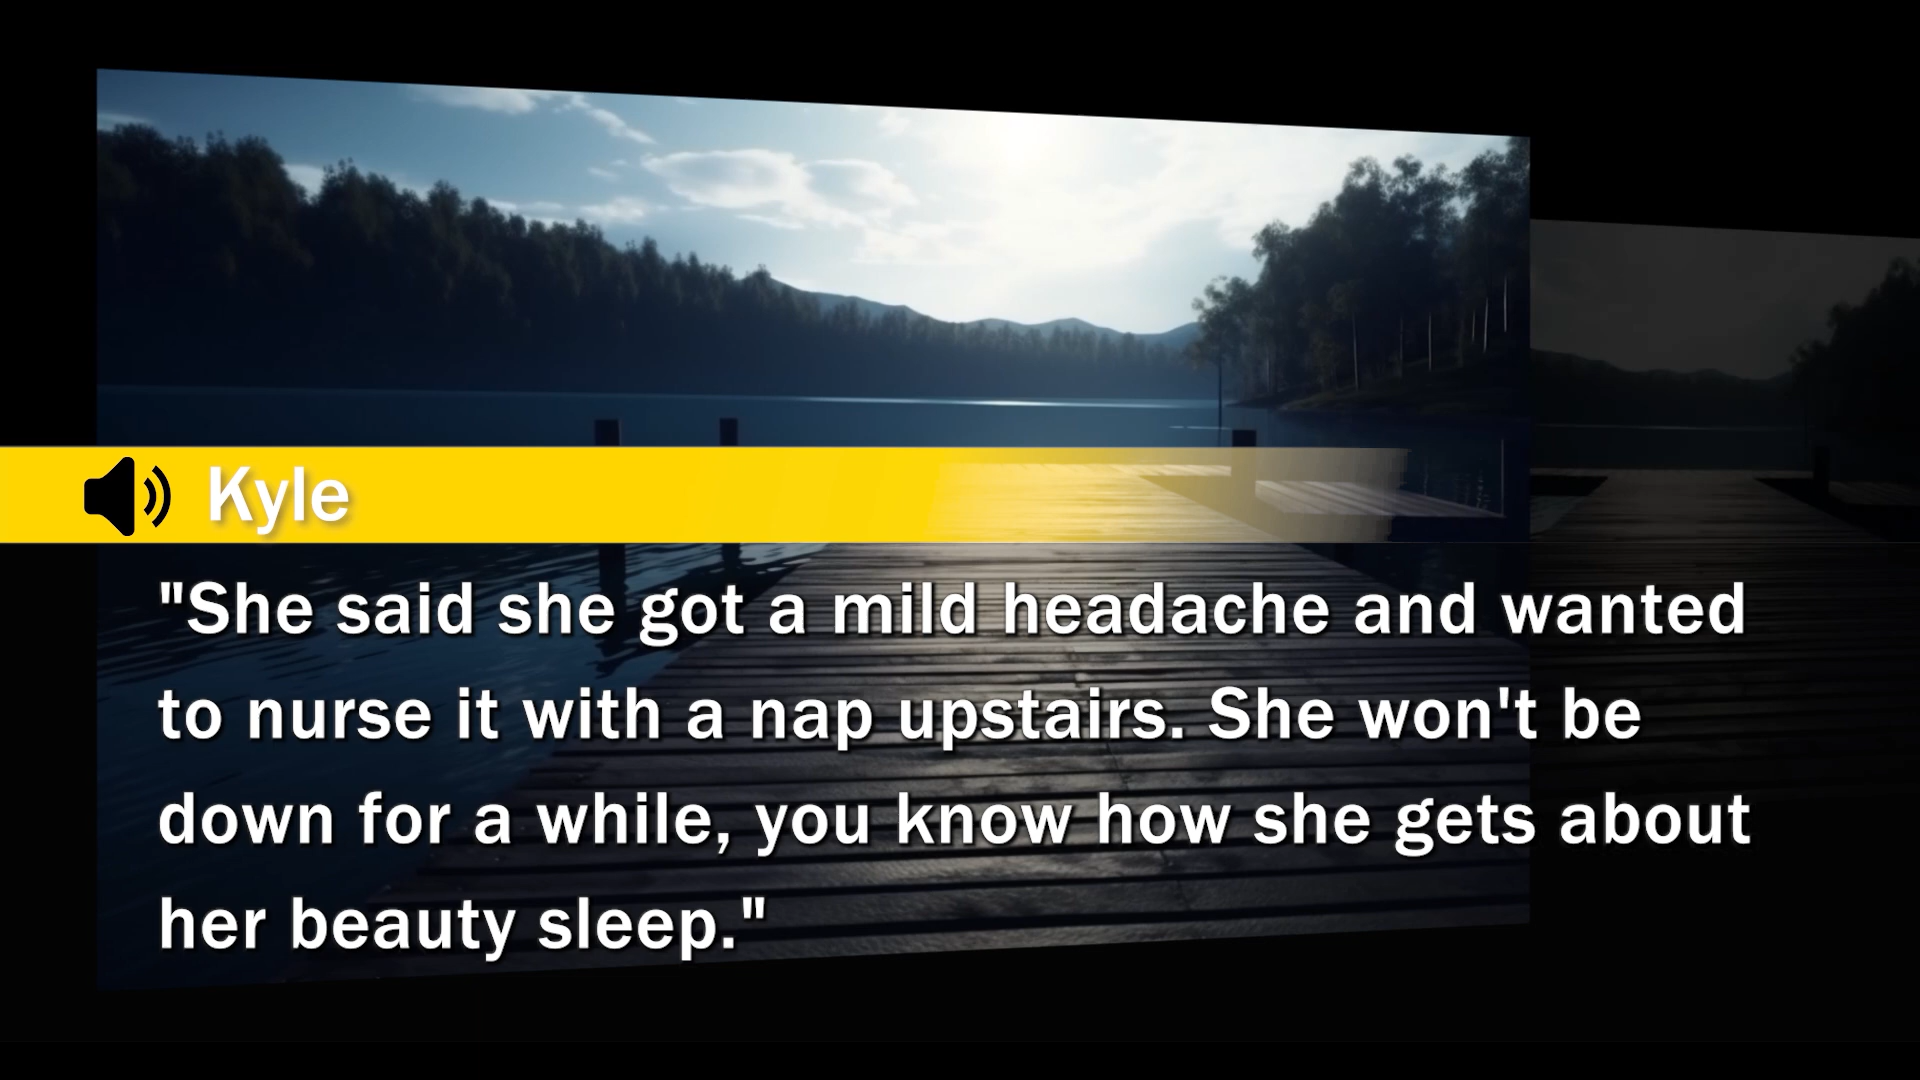 Kyle
"She said she got a mild headache and wanted
to nurse it with a nap upstairs. She won't be
down for a while, you know how she gets about
her beauty sleep."